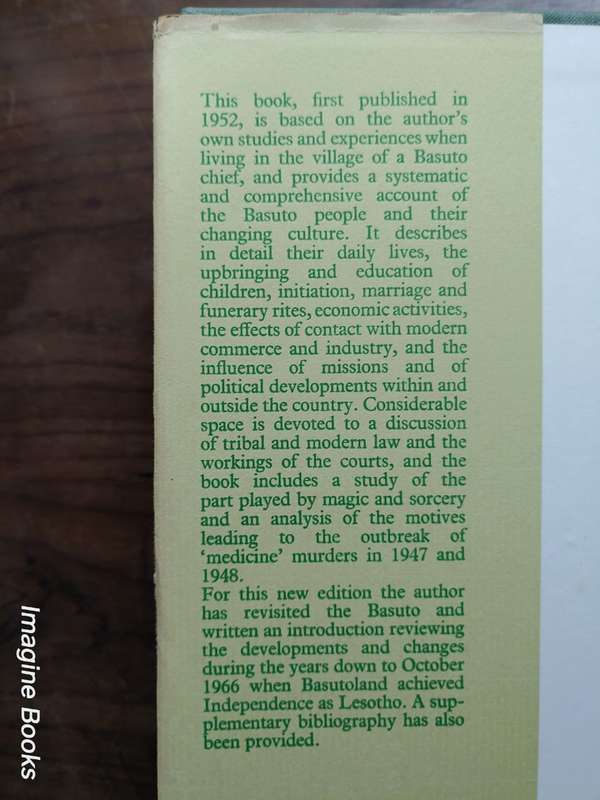 This book, first published in
1952, is based on the author's
own studies and experiences when
living in the village of a Basuto
chief, and provides a systematic
and comprehensive account of
the Basuto people and their
changing culture. It describes
in detail their daily lives, the
upbringing and education of
children, initiation, marriage and
funerary rites, economic activities,
the effects of contact with modern
commerce and industry, and the
influence of missions and of
political developments within and
outside the country. Considerable
space is devoted to a discussion
of tribal and modern law and the
workings of the courts, and the
book includes a study of the
part played by magic and sorcery
and an analysis of the motives
leading to the outbreak of
‘medicine’ murders in 1947 and
1948.
For this new edition the author
has revisited the Basuto and
written an introduction reviewing
the developments and changes
during the years down to October
1966 when Basutoland achieved
Independence as Lesotho. A sup-
plementary bibliography has also
been provided.
Imagine Books